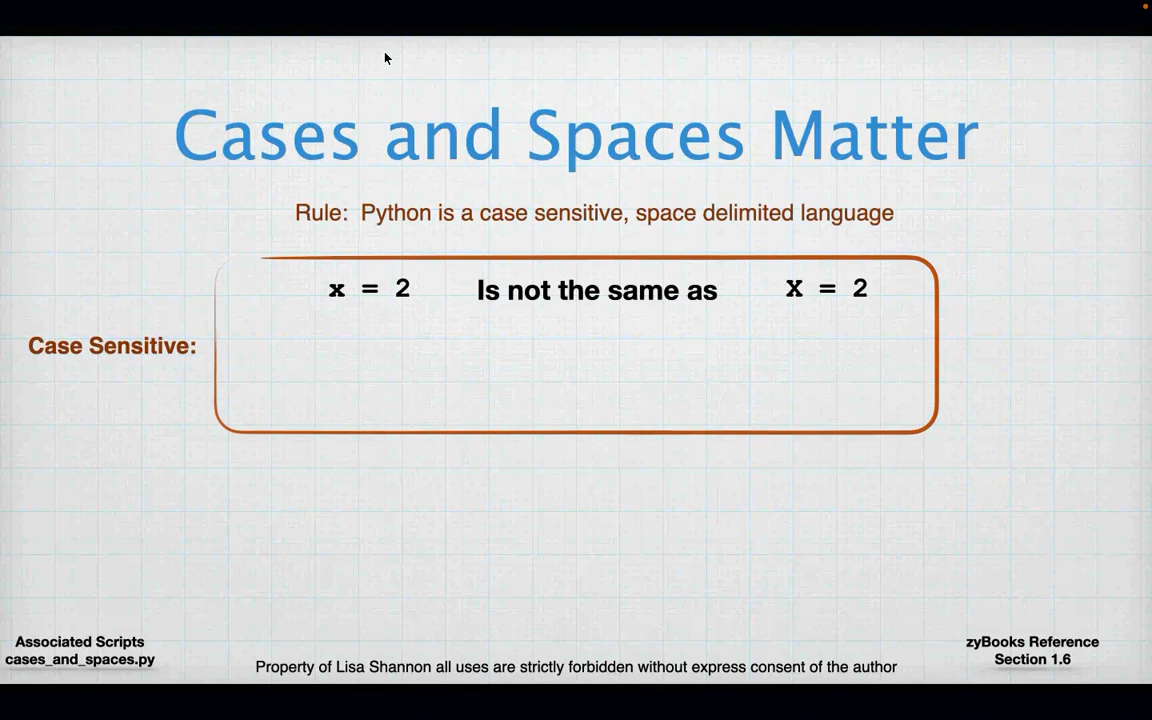 Cases and Spaces Matter
Rule: Python is a case sensitive, space delimited language
x = 2 Is not the same as X = 2
Case Sensitive:
Associated Scripts
cases_and_spaces.py
Property of Lisa Shannon all uses are strictly forbidden without express consent of the author
zyBooks Reference
Section 1.6